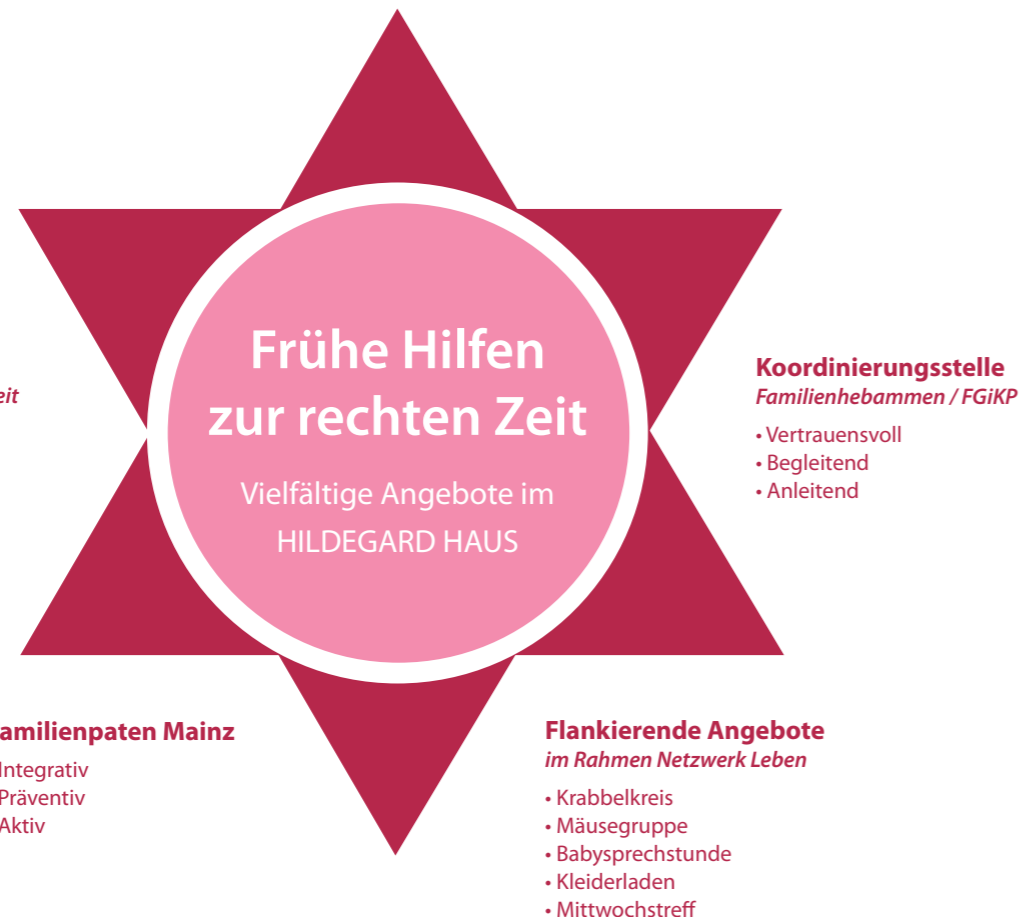 Frühe Hilfen
zur rechten Zeit
Vielfältige Angebote im
HILDEGARD HAUS
Koordinierungsstelle
Familienhebammen / FGiKP
• Vertrauensvoll
• Begleitend
• Anleitend
eit
amilienpaten Mainz
Integrativ
Präventiv
Aktiv
Flankierende Angebote
im Rahmen Netzwerk Leben
• Krabbelkreis
• Mäusegruppe
• Babysprechstunde
• Kleiderladen
• Mittwochstreff